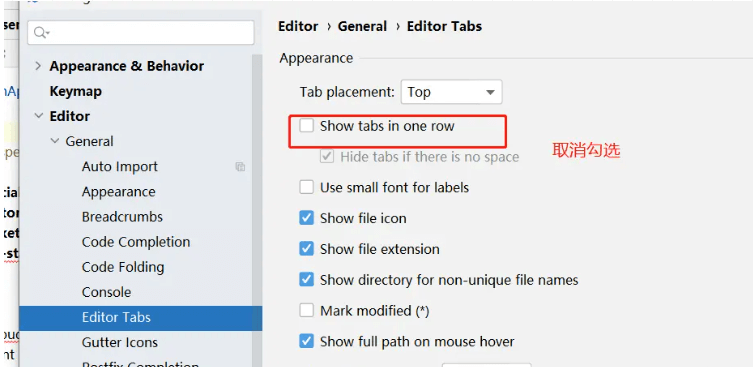 Editor › General › Editor Tabs
Appearance & Behavior
Keymap
Editor
General
Auto Import
Appearance
Breadcrumbs
Code Completion
Code Folding
Console
Editor Tabs
Gutter Icons
Postfix Completion
Appearance
Tab placement: Top
Show tabs in one row
Hide tabs if there is no space
取消勾选
Use small font for labels
Show file icon
Show file extension
Show directory for non-unique file names
Mark modified (*)
Show full path on mouse hover